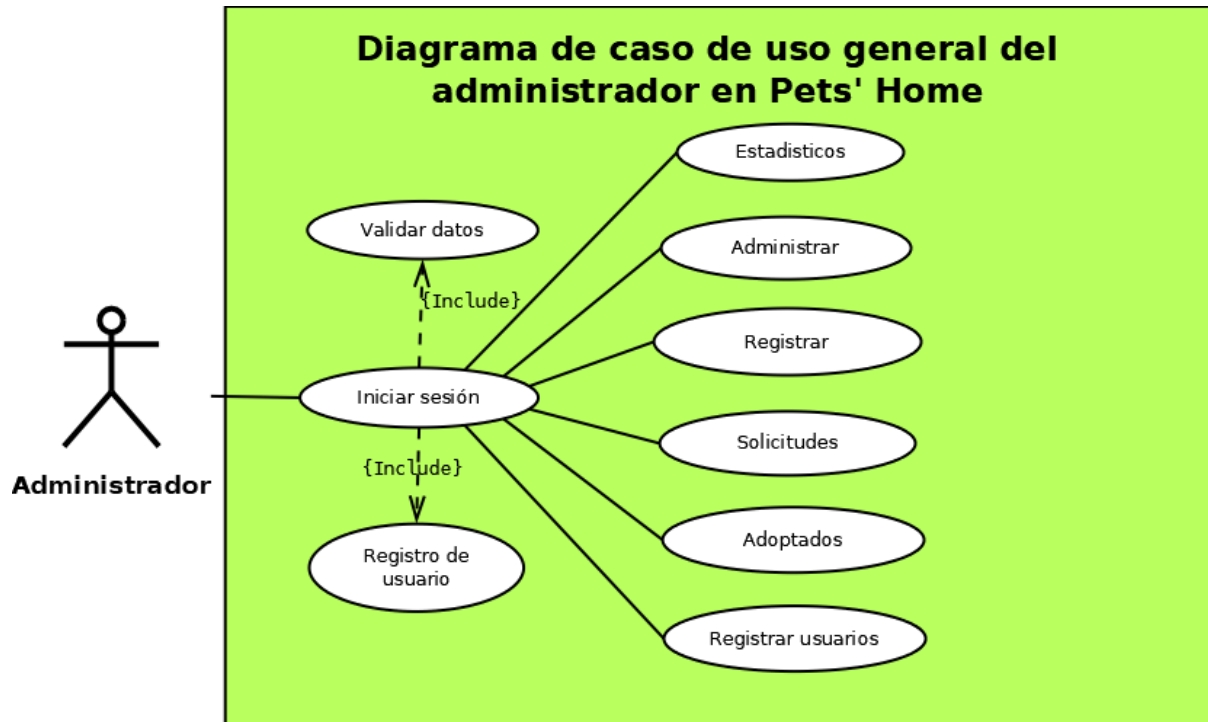 Diagrama de caso de uso general del
administrador en Pets' Home
Estadisticos
Validar datos
Administrar
{Include}
Registrar
Iniciar sesión
Solicitudes
{Include}
Administrador
Adoptados
Registro de
usuario
Registrar usuarios